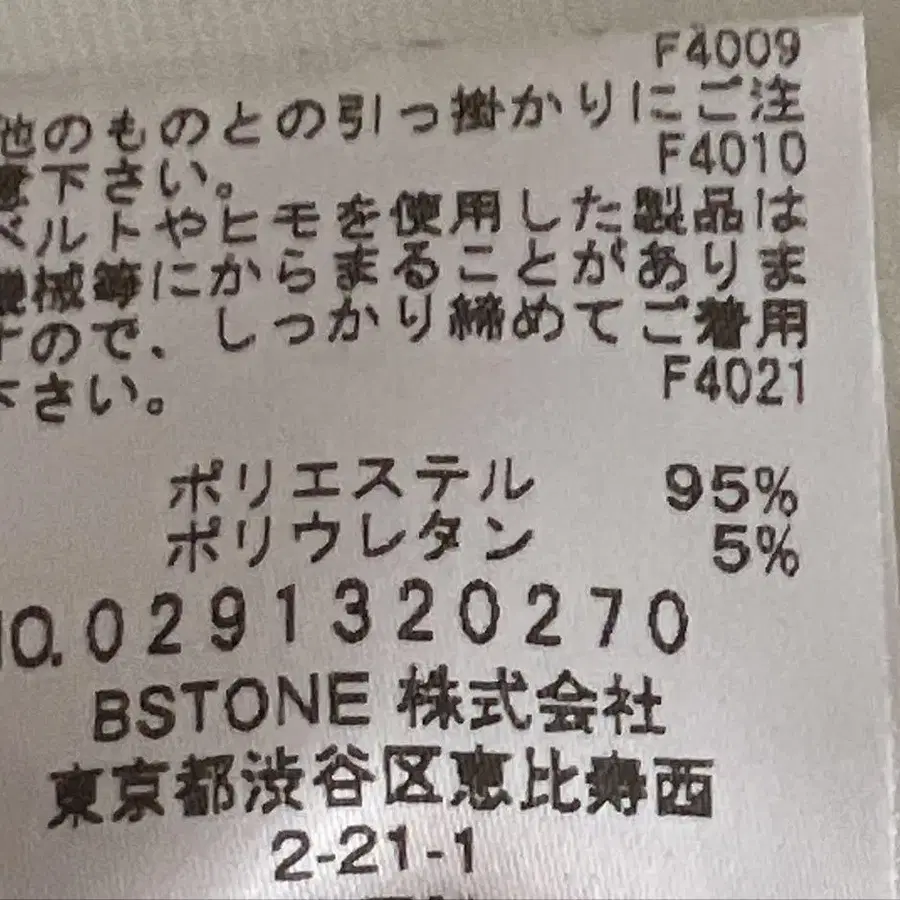 F4009
他のものとの引っ掛かりにご注
意下さい。
F4010
ベルトやヒモを使用した製品は
機械等にからまることがありま
すので、しっかり締めてご着用
下さい。
F4021
ポリエステル 95%
ポリウレタン 5%
NO.0291320270
BSTONE 株式会社
東京都渋谷区恵比寿西
2-21-1